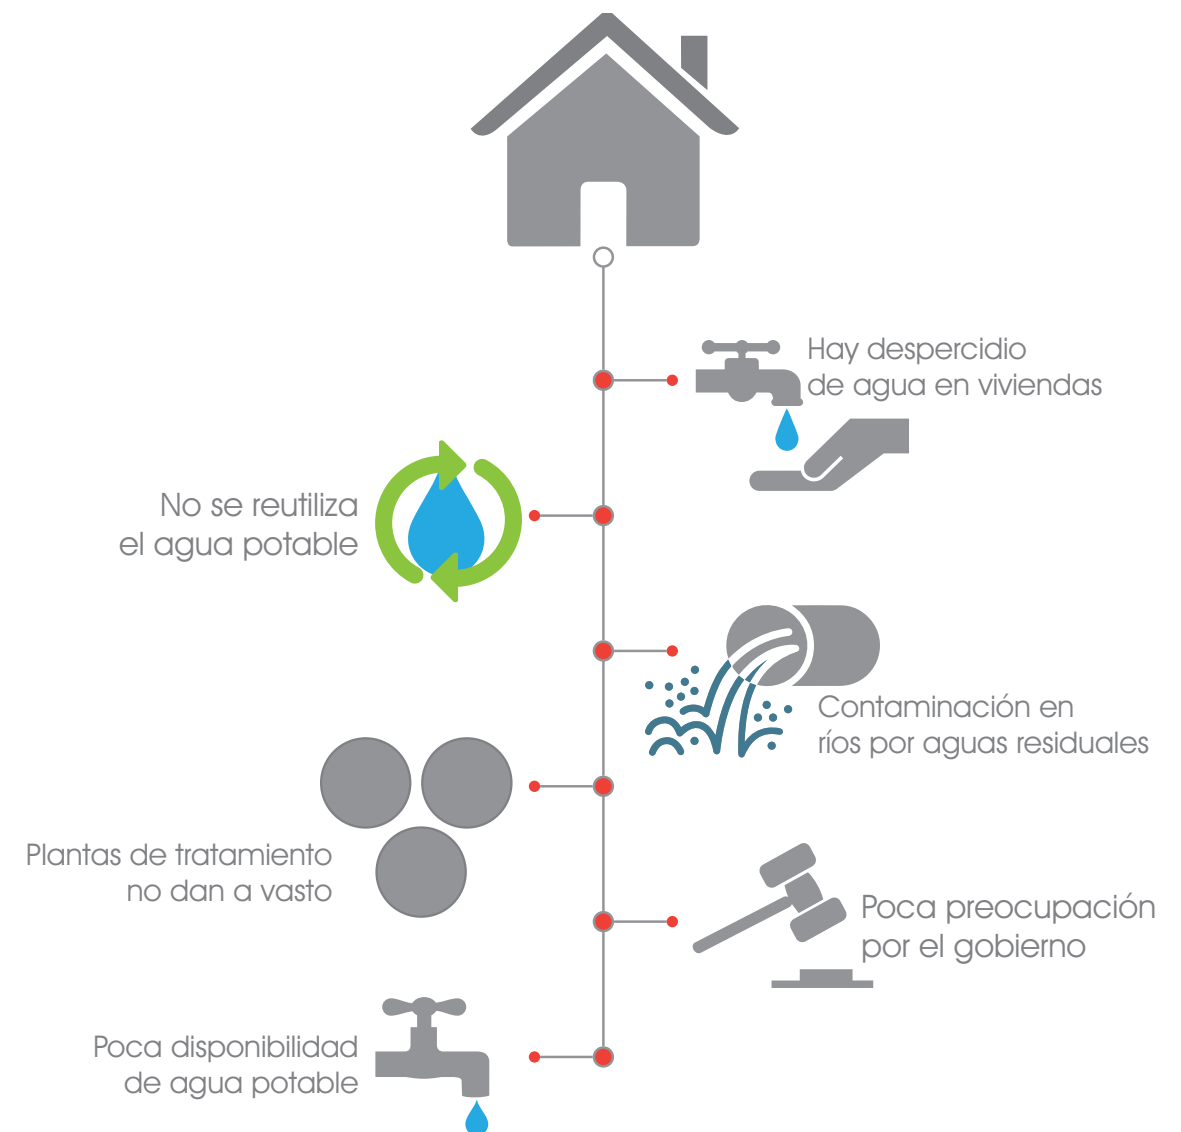 Hay despercidio
de agua en viviendas
No se reutiliza
el agua potable
Contaminación en
ríos por aguas residuales
Plantas de tratamiento
no dan a vasto
Poca preocupación
por el gobierno
Poca disponibilidad
de agua potable